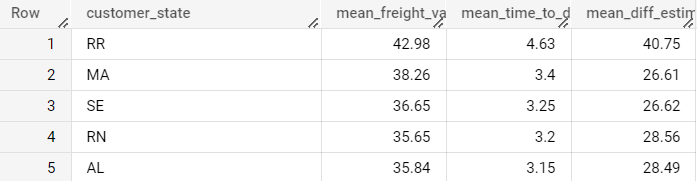 Row customer_state mean_freight_va mean_time_to_d mean_diff_estim
1 RR 42.98 4.63 40.75
2 MA 38.26 3.4 26.61
3 SE 36.65 3.25 26.62
4 RN 35.65 3.2 28.56
5 AL 35.84 3.15 28.49